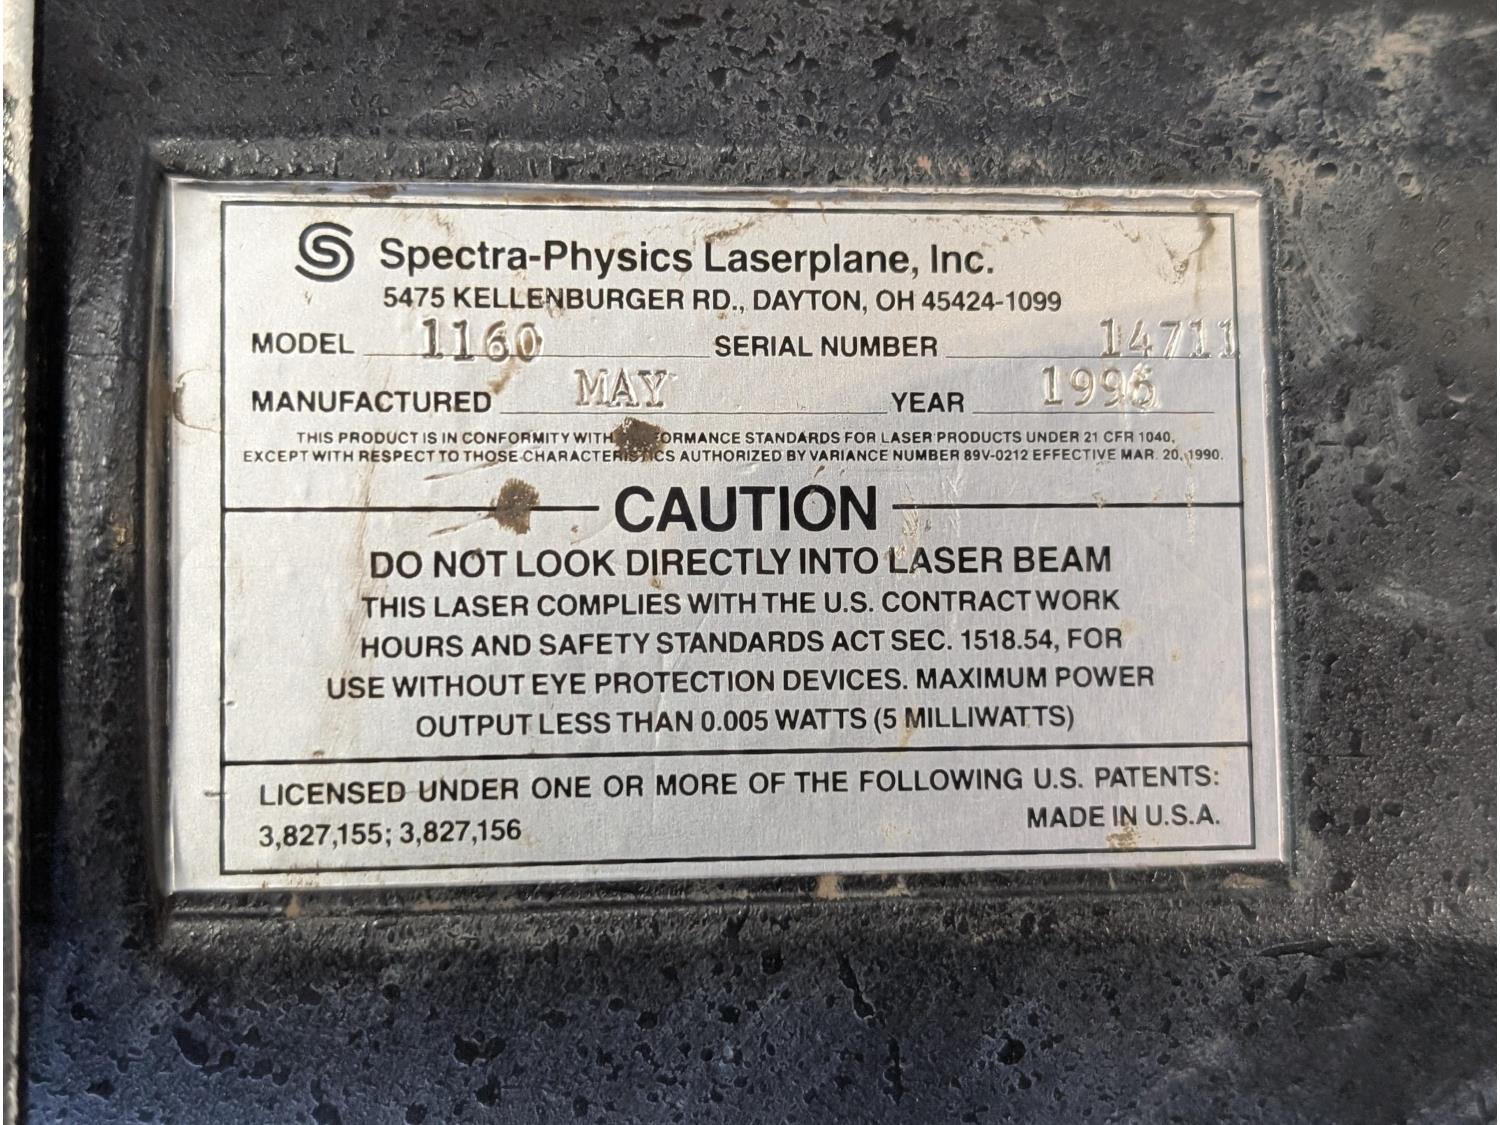 Spectra-Physics Laserplane, Inc.
5475 KELLENBURGER RD., DAYTON, OH 45424-1099
MODEL 1160 SERIAL NUMBER 14711
MANUFACTURED MAY YEAR 1996
THIS PRODUCT IS IN CONFORMITY WITH STANDARDS FOR LASER PRODUCTS UNDER 21 CFR 1040,
EXCEPT WITH RESPECT TO THOSE CHARACTERISTICS AUTHORIZED BY VARIANCE NUMBER 89V-0212 EFFECTIVE MAR. 20, 1990.
CAUTION
DO NOT LOOK DIRECTLY INTO LASER BEAM
THIS LASER COMPLIES WITH THE U.S. CONTRACT WORK
HOURS AND SAFETY STANDARDS ACT SEC. 1518.54, FOR
USE WITHOUT EYE PROTECTION DEVICES. MAXIMUM POWER
OUTPUT LESS THAN 0.005 WATTS (5 MILLIWATTS)
LICENSED UNDER ONE OR MORE OF THE FOLLOWING U.S. PATENTS:
3,827,155; 3,827,156 MADE IN U.S.A.